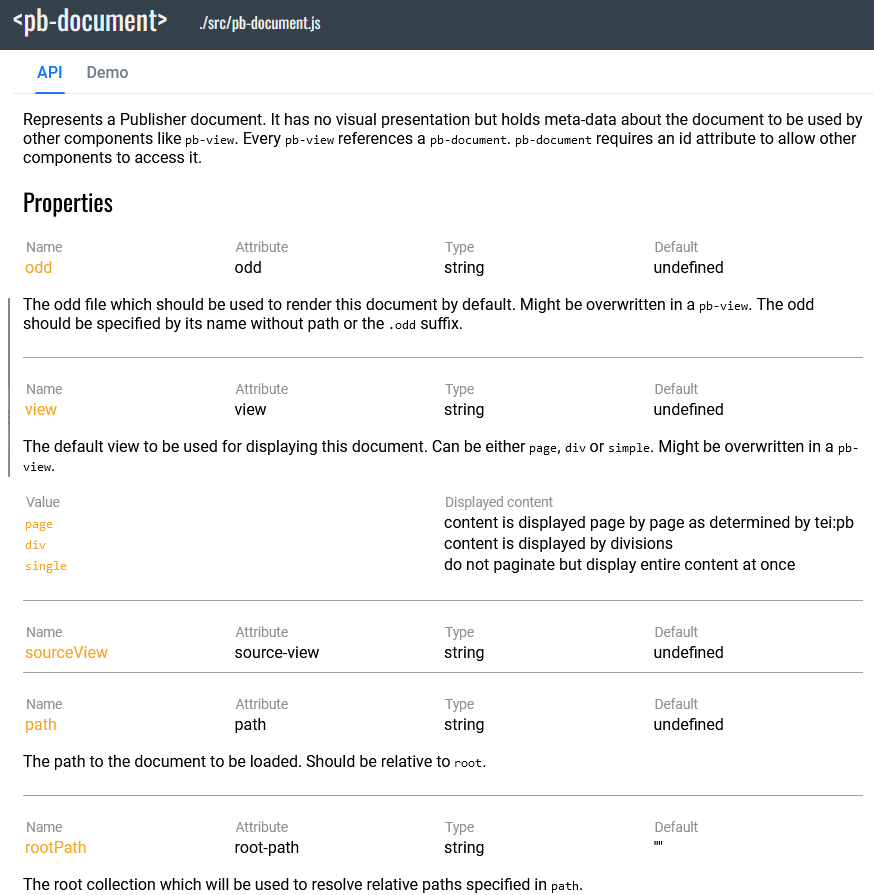 <pb-document> ./src/pb-document.js
API Demo
Represents a Publisher document. It has no visual presentation but holds meta-data about the document to be used by
other components like pb-view. Every pb-view references a pb-document. pb-document requires an id attribute to allow other
components to access it.
Properties
Name Attribute Type Default
odd odd string undefined
The odd file which should be used to render this document by default. Might be overwritten in a pb-view. The odd
should be specified by its name without path or the .odd suffix.
Name Attribute Type Default
view view string undefined
The default view to be used for displaying this document. Can be either page, div or simple. Might be overwritten in a pb-
view.
Value Displayed content
page content is displayed page by page as determined by tei:pb
div content is displayed by divisions
single do not paginate but display entire content at once
Name Attribute Type Default
sourceView source-view string undefined
Name Attribute Type Default
path path string undefined
The path to the document to be loaded. Should be relative to root.
Name Attribute Type Default
rootPath root-path string ""
The root collection which will be used to resolve relative paths specified in path.